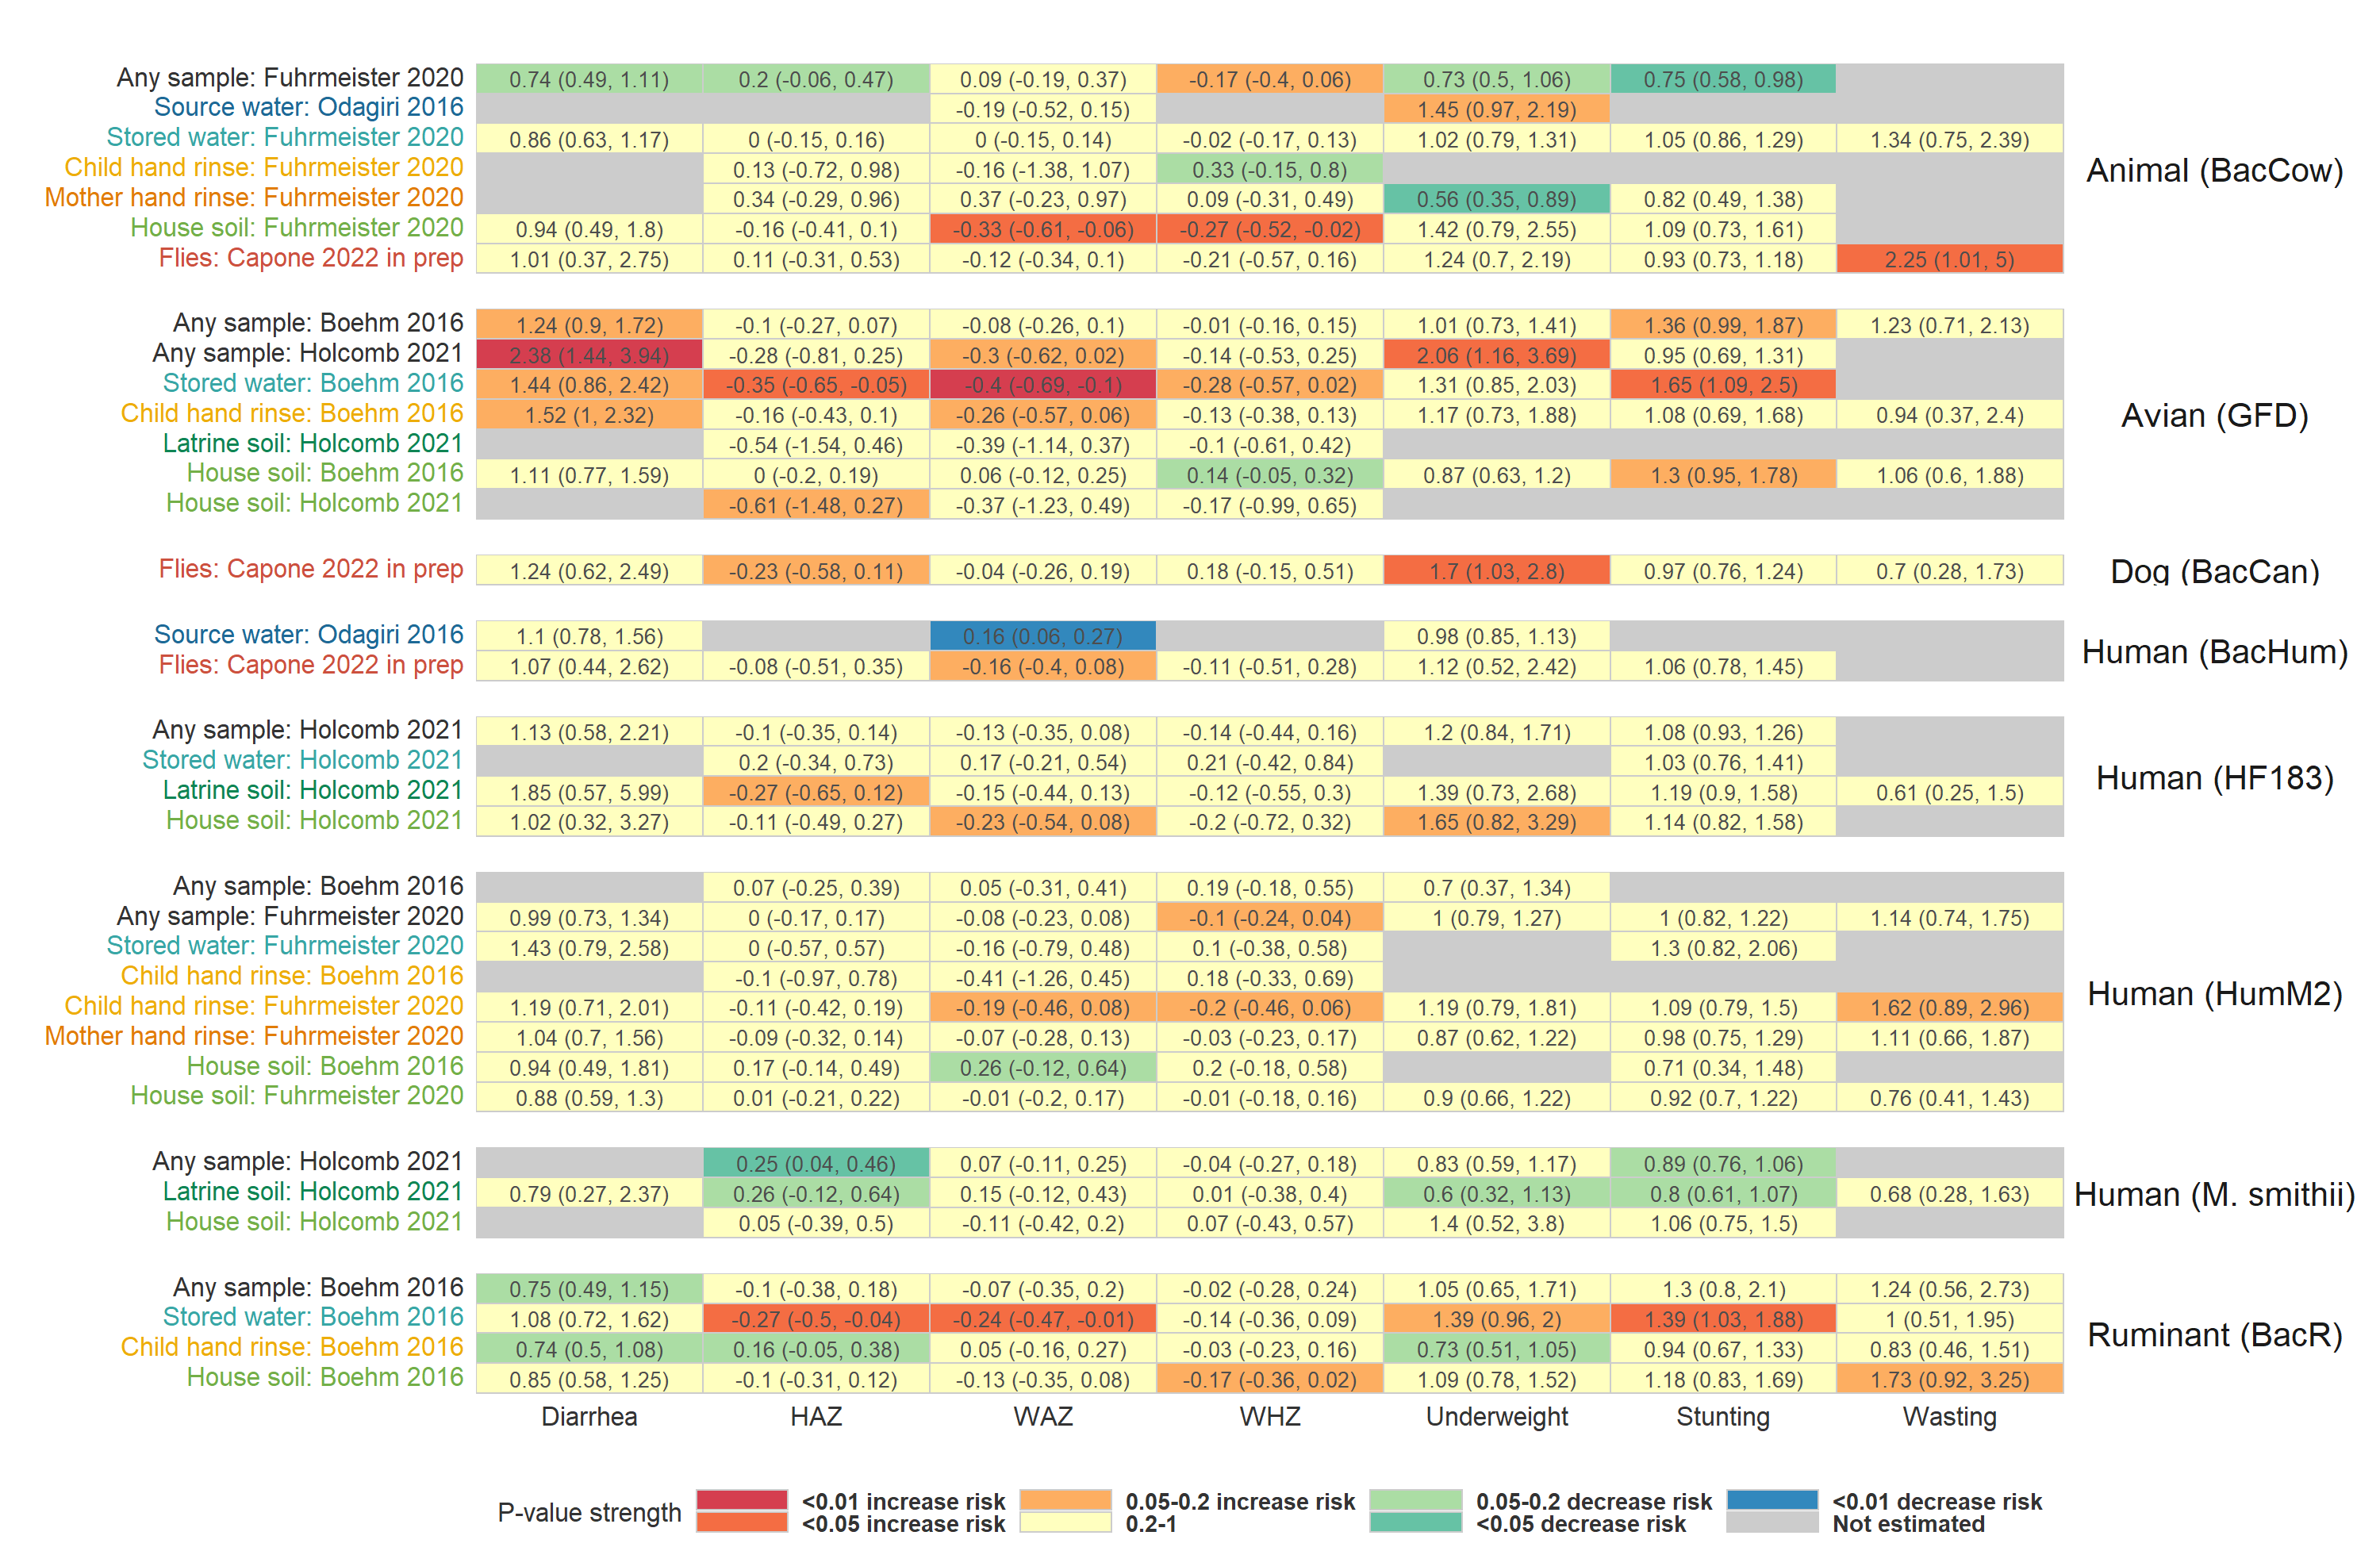 Any sample: Fuhrmeister 2020 0.74 (0.49, 1.11) 0.2 (-0.06, 0.47) 0.09 (-0.19, 0.37) -0.17 (-0.4, 0.06) 0.73 (0.5, 1.06) 0.75 (0.58, 0.98)
Source water: Odagiri 2016 -0.19 (-0.52, 0.15) 1.45 (0.97, 2.19)
Stored water: Fuhrmeister 2020 0.86 (0.63, 1.17) 0 (-0.15, 0.16) 0 (-0.15, 0.14) -0.02 (-0.17, 0.13) 1.02 (0.79, 1.31) 1.05 (0.86, 1.29) 1.34 (0.75, 2.39)
Child hand rinse: Fuhrmeister 2020 0.13 (-0.72, 0.98) -0.16 (-1.38, 1.07) 0.33 (-0.15, 0.8)
Animal (BacCow)
Mother hand rinse: Fuhrmeister 2020 0.34 (-0.29, 0.96) 0.37 (-0.23, 0.97) 0.09 (-0.31, 0.49) 0.56 (0.35, 0.89) 0.82 (0.49, 1.38)
House soil: Fuhrmeister 2020 0.94 (0.49, 1.8) -0.16 (-0.41, 0.1) -0.33 (-0.61, -0.06) -0.27 (-0.52, -0.02) 1.42 (0.79, 2.55) 1.09 (0.73, 1.61)
Flies: Capone 2022 in prep 1.01 (0.37, 2.75) 0.11 (-0.31, 0.53) -0.12 (-0.34, 0.1) -0.21 (-0.57, 0.16) 1.24 (0.7, 2.19) 0.93 (0.73, 1.18) 2.25 (1.01, 5)
Any sample: Boehm 2016 1.24 (0.9, 1.72) -0.1 (-0.27, 0.07) -0.08 (-0.26, 0.1) -0.01 (-0.16, 0.15) 1.01 (0.73, 1.41) 1.36 (0.99, 1.87) 1.23 (0.71, 2.13)
Any sample: Holcomb 2021 2.38 (1.44, 3.94) -0.28 (-0.81, 0.25) -0.3 (-0.62, 0.02) -0.14 (-0.53, 0.25) 2.06 (1.16, 3.69) 0.95 (0.69, 1.31)
Stored water: Boehm 2016 1.44 (0.86, 2.42) -0.35 (-0.65, -0.05) -0.4 (-0.69, -0.1) -0.28 (-0.57, 0.02) 1.31 (0.85, 2.03) 1.65 (1.09, 2.5)
Child hand rinse: Boehm 2016 1.52 (1, 2.32) -0.16 (-0.43, 0.1) -0.26 (-0.57, 0.06) -0.13 (-0.38, 0.13) 1.17 (0.73, 1.88) 1.08 (0.69, 1.68) 0.94 (0.37, 2.4)
Avian (GFD)
Latrine soil: Holcomb 2021 -0.54 (-1.54, 0.46) -0.39 (-1.14, 0.37) -0.1 (-0.61, 0.42)
House soil: Boehm 2016 1.11 (0.77, 1.59) 0 (-0.2, 0.19) 0.06 (-0.12, 0.25) 0.14 (-0.05, 0.32) 0.87 (0.63, 1.2) 1.3 (0.95, 1.78) 1.06 (0.6, 1.88)
House soil: Holcomb 2021 -0.61 (-1.48, 0.27) -0.37 (-1.23, 0.49) -0.17 (-0.99, 0.65)
Flies: Capone 2022 in prep 1.24 (0.62, 2.49) -0.23 (-0.58, 0.11) -0.04 (-0.26, 0.19) 0.18 (-0.15, 0.51) 1.7 (1.03, 2.8) 0.97 (0.76, 1.24) 0.7 (0.28, 1.73) Dog (BacCan)
Source water: Odagiri 2016 1.1 (0.78, 1.56) 0.16 (0.06, 0.27) 0.98 (0.85, 1.13)
Human (BacHum)
Flies: Capone 2022 in prep 1.07 (0.44, 2.62) -0.08 (-0.51, 0.35) -0.16 (-0.4, 0.08) -0.11 (-0.51, 0.28) 1.12 (0.52, 2.42) 1.06 (0.78, 1.45)
Any sample: Holcomb 2021 1.13 (0.58, 2.21) -0.1 (-0.35, 0.14) -0.13 (-0.35, 0.08) -0.14 (-0.44, 0.16) 1.2 (0.84, 1.71) 1.08 (0.93, 1.26)
Stored water: Holcomb 2021 0.2 (-0.34, 0.73) 0.17 (-0.21, 0.54) 0.21 (-0.42, 0.84) 1.03 (0.76, 1.41)
Human (HF183)
Latrine soil: Holcomb 2021 1.85 (0.57, 5.99) -0.27 (-0.65, 0.12) -0.15 (-0.44, 0.13) -0.12 (-0.55, 0.3) 1.39 (0.73, 2.68) 1.19 (0.9, 1.58) 0.61 (0.25, 1.5)
House soil: Holcomb 2021 1.02 (0.32, 3.27) -0.11 (-0.49, 0.27) -0.23 (-0.54, 0.08) -0.2 (-0.72, 0.32) 1.65 (0.82, 3.29) 1.14 (0.82, 1.58)
Any sample: Boehm 2016 0.07 (-0.25, 0.39) 0.05 (-0.31, 0.41) 0.19 (-0.18, 0.55) 0.7 (0.37, 1.34)
Any sample: Fuhrmeister 2020 0.99 (0.73, 1.34) 0 (-0.17, 0.17) -0.08 (-0.23, 0.08) -0.1 (-0.24, 0.04) 1 (0.79, 1.27) 1 (0.82, 1.22) 1.14 (0.74, 1.75)
Stored water: Fuhrmeister 2020 1.43 (0.79, 2.58) 0 (-0.57, 0.57) -0.16 (-0.79, 0.48) 0.1 (-0.38, 0.58) 1.3 (0.82, 2.06)
Child hand rinse: Boehm 2016 -0.1 (-0.97, 0.78) -0.41 (-1.26, 0.45) 0.18 (-0.33, 0.69)
Human (HumM2)
Child hand rinse: Fuhrmeister 2020 1.19 (0.71, 2.01) -0.11 (-0.42, 0.19) -0.19 (-0.46, 0.08) -0.2 (-0.46, 0.06) 1.19 (0.79, 1.81) 1.09 (0.79, 1.5) 1.62 (0.89, 2.96)
Mother hand rinse: Fuhrmeister 2020 1.04 (0.7, 1.56) -0.09 (-0.32, 0.14) -0.07 (-0.28, 0.13) -0.03 (-0.23, 0.17) 0.87 (0.62, 1.22) 0.98 (0.75, 1.29) 1.11 (0.66, 1.87)
House soil: Boehm 2016 0.94 (0.49, 1.81) 0.17 (-0.14, 0.49) 0.26 (-0.12, 0.64) 0.2 (-0.18, 0.58) 0.71 (0.34, 1.48)
House soil: Fuhrmeister 2020 0.88 (0.59, 1.3) 0.01 (-0.21, 0.22) -0.01 (-0.2, 0.17) -0.01 (-0.18, 0.16) 0.9 (0.66, 1.22) 0.92 (0.7, 1.22) 0.76 (0.41, 1.43)
Any sample: Holcomb 2021 0.25 (0.04, 0.46) 0.07 (-0.11, 0.25) -0.04 (-0.27, 0.18) 0.83 (0.59, 1.17) 0.89 (0.76, 1.06)
Latrine soil: Holcomb 2021 0.79 (0.27, 2.37) 0.26 (-0.12, 0.64) 0.15 (-0.12, 0.43) 0.01 (-0.38, 0.4) 0.6 (0.32, 1.13) 0.8 (0.61, 1.07) 0.68 (0.28, 1.63) Human (M. smithii)
House soil: Holcomb 2021 0.05 (-0.39, 0.5) -0.11 (-0.42, 0.2) 0.07 (-0.43, 0.57) 1.4 (0.52, 3.8) 1.06 (0.75, 1.5)
Any sample: Boehm 2016 0.75 (0.49, 1.15) -0.1 (-0.38, 0.18) -0.07 (-0.35, 0.2) -0.02 (-0.28, 0.24) 1.05 (0.65, 1.71) 1.3 (0.8, 2.1) 1.24 (0.56, 2.73)
Stored water: Boehm 2016 1.08 (0.72, 1.62) -0.27 (-0.5, -0.04) -0.24 (-0.47, -0.01) -0.14 (-0.36, 0.09) 1.39 (0.96, 2) 1.39 (1.03, 1.88) 1 (0.51, 1.95)
Ruminant (BacR)
Child hand rinse: Boehm 2016 0.74 (0.5, 1.08) 0.16 (-0.05, 0.38) 0.05 (-0.16, 0.27) -0.03 (-0.23, 0.16) 0.73 (0.51, 1.05) 0.94 (0.67, 1.33) 0.83 (0.46, 1.51)
House soil: Boehm 2016 0.85 (0.58, 1.25) -0.1 (-0.31, 0.12) -0.13 (-0.35, 0.08) -0.17 (-0.36, 0.02) 1.09 (0.78, 1.52) 1.18 (0.83, 1.69) 1.73 (0.92, 3.25)
Diarrhea HAZ WAZ WHZ Underweight Stunting Wasting
P-value strength
<0.01 increase risk 0.05-0.2 increase risk 0.05-0.2 decrease risk <0.01 decrease risk
<0.05 increase risk 0.2-1 <0.05 decrease risk Not estimated